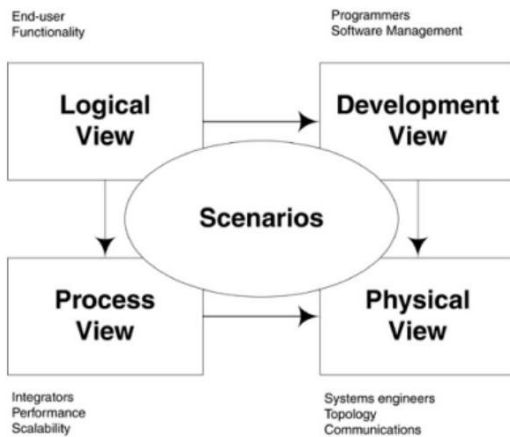 End-user
Functionality
Programmers
Software Management
Logical
View
Development
View
Scenarios
Process
View
Physical
View
Integrators
Performance
Scalability
Systems engineers
Topology
Communications